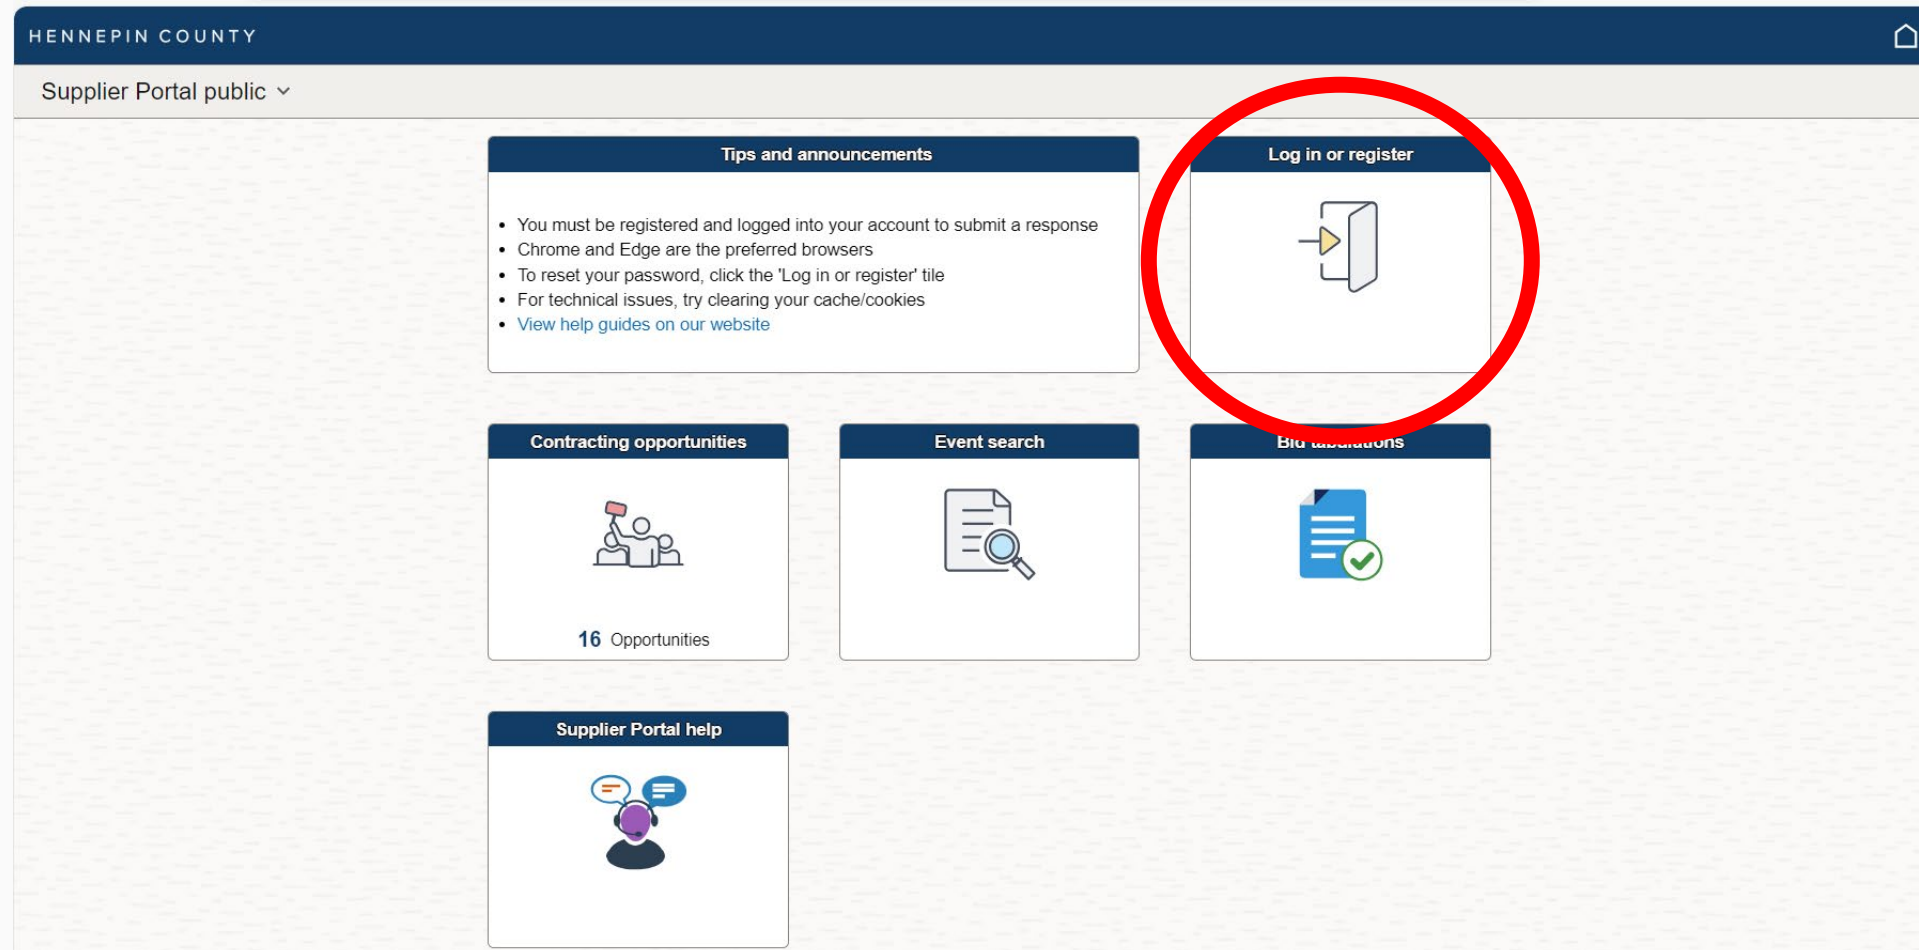 HENNEPIN COUNTY
Supplier Portal public
Tips and announcements
You must be registered and logged into your account to submit a response
Chrome and Edge are the preferred browsers
To reset your password, click the 'Log in or register' tile
For technical issues, try clearing your cache/cookies
View help guides on our website
Log in or register
Contracting opportunities
16 Opportunities
Event search
Bid tabulations
Supplier Portal help